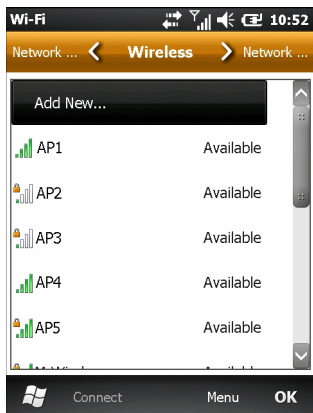 Wi-Fi 10:52
Network ... Wireless Network ...
Add New...
AP1 Available
AP2 Available
AP3 Available
AP4 Available
AP5 Available
Connect Menu OK